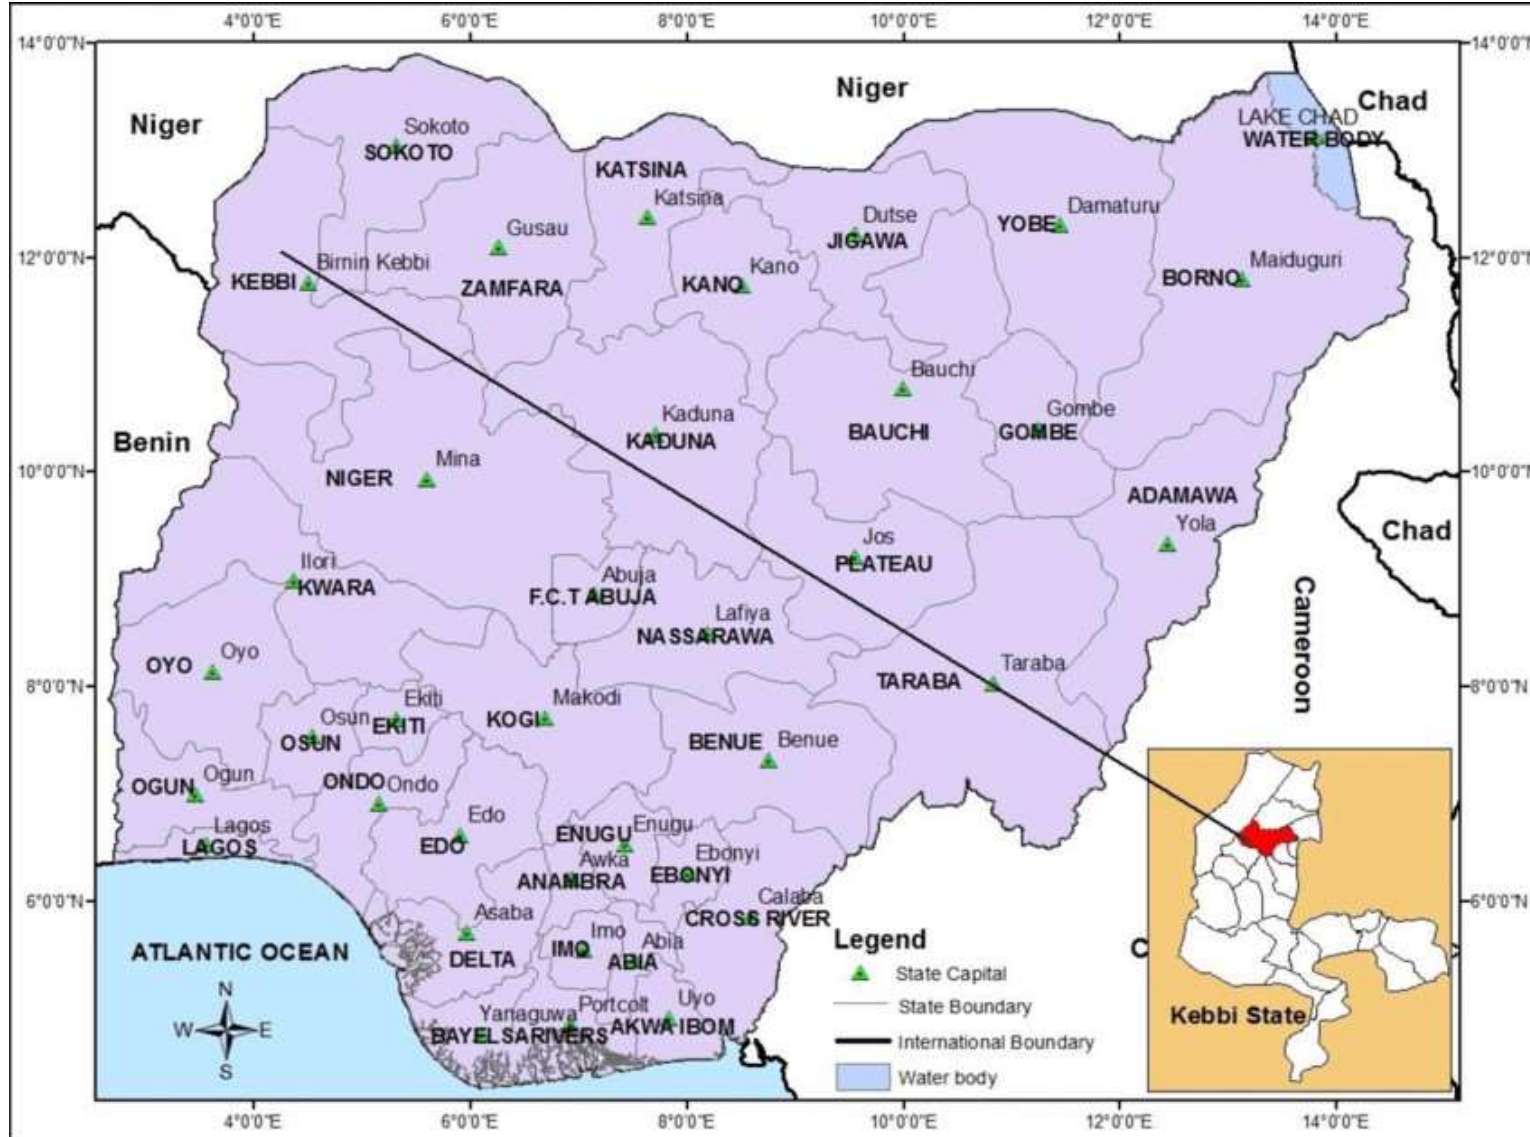 4°0'0"E 6°0'0"E 8°0'0"E 10°0'0"E 12°0'0"E 14°0'0"E
14°0'0"N
14°0'0"N
Niger
Chad
Niger
LAKE CHAD
WATER BODY
Sokoto
SOKOTO
KATSINA
Katsina
Gusau
ZAMFARA
Dutse
JIGAWA
Damaturu
YOBE
12°0'0"N
12°0'0"N
Birnin Kebbi
KEBBI
Kano
KANO
Maiduguri
BORNO
Bauchi
BAUCHI
Gombe
GOMBE
Kaduna
KADUNA
Benin
Mina
NIGER
10°0'0"N
ADAMAWA
Yola
Chad
Jos
PLATEAU
Ilori
KWARA
Abuja
F.C.T ABUJA
Lafiya
NASSARAWA
Cameroon
Oyo
OYO
8°0'0"N
8°0'0"N
Taraba
TARABA
Ekiti
EKITI
Makodi
KOGI
Osun
OSUN
Benue
BENUE
Ogun
OGUN
Ondo
ONDO
Lagos
LAGOS
Edo
EDO
Enugu
ENUGU
Awka
ANAMBRA
Ebonyi
EBONYI
6°0'0"N
6°0'0"N
Calaba
CROSS RIVER
Asaba
DELTA
Imo
IMO
Abia
ABIA
ATLANTIC OCEAN
N
W E
S
Yanaguwa
BAYELSA
Portcolt
RIVERS
Uyo
AKWA IBOM
Legend
State Capital
State Boundary
International Boundary
Water body
Kebbi State
4°0'0"E 6°0'0"E 8°0'0"E 10°0'0"E 12°0'0"E 14°0'0"E